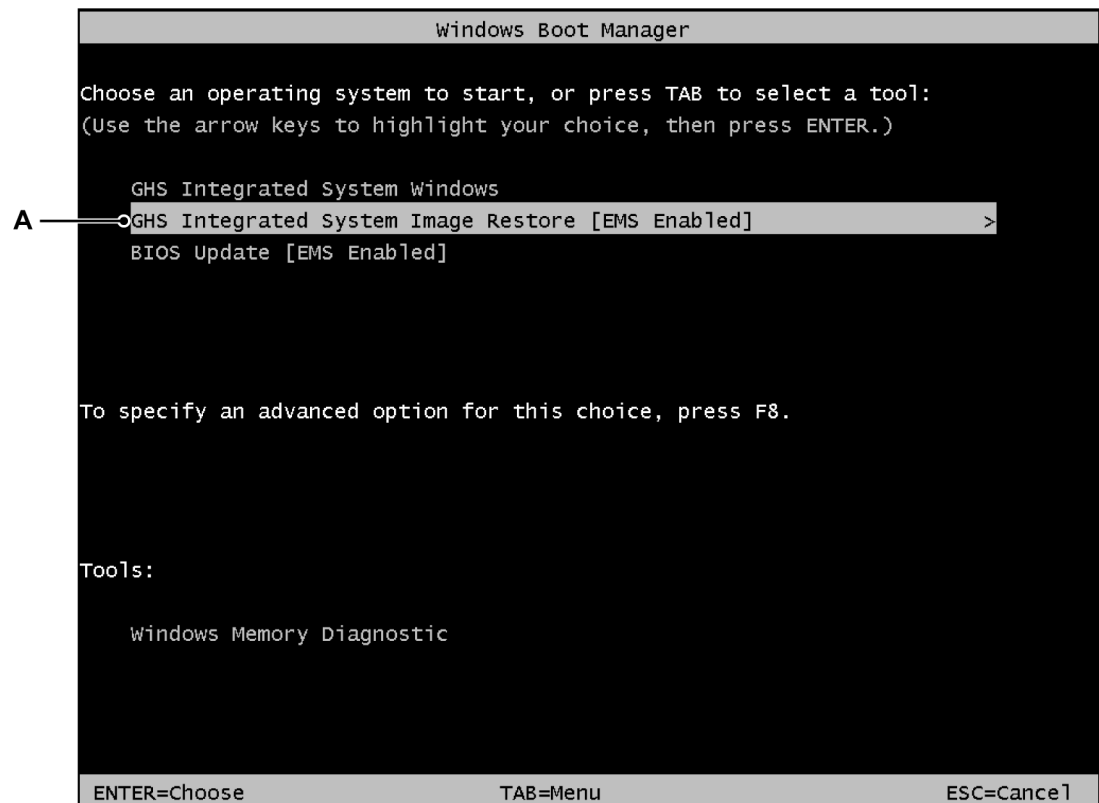 Windows Boot Manager
Choose an operating system to start, or press TAB to select a tool:
(Use the arrow keys to highlight your choice, then press ENTER.)
GHS Integrated System Windows
A
GHS Integrated System Image Restore [EMS Enabled] >
BIOS Update [EMS Enabled]
To specify an advanced option for this choice, press F8.
Tools:
Windows Memory Diagnostic
ENTER=Choose TAB=Menu ESC=Cancel